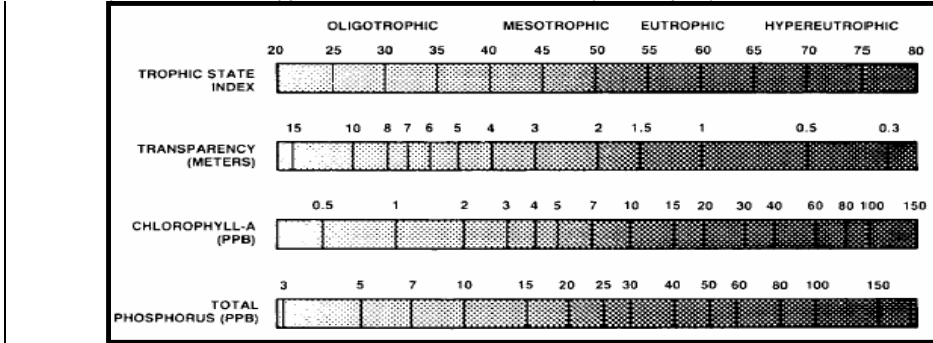 OLIGOTROPHIC MESOTROPHIC EUTROPHIC HYPEREUTROPHIC
20 25 30 35 40 45 50 55 60 65 70 75 80
TROPHIC STATE
INDEX
15 10 8 7 6 5 4 3 2 1.5 1 0.5 0.3
TRANSPARENCY
(METERS)
0.5 1 2 3 4 5 7 10 15 20 30 40 60 80 100 150
CHLOROPHYLL-A
(PPB)
3 5 7 10 15 20 25 30 40 50 60 80 100 150
TOTAL
PHOSPHORUS (PPB)